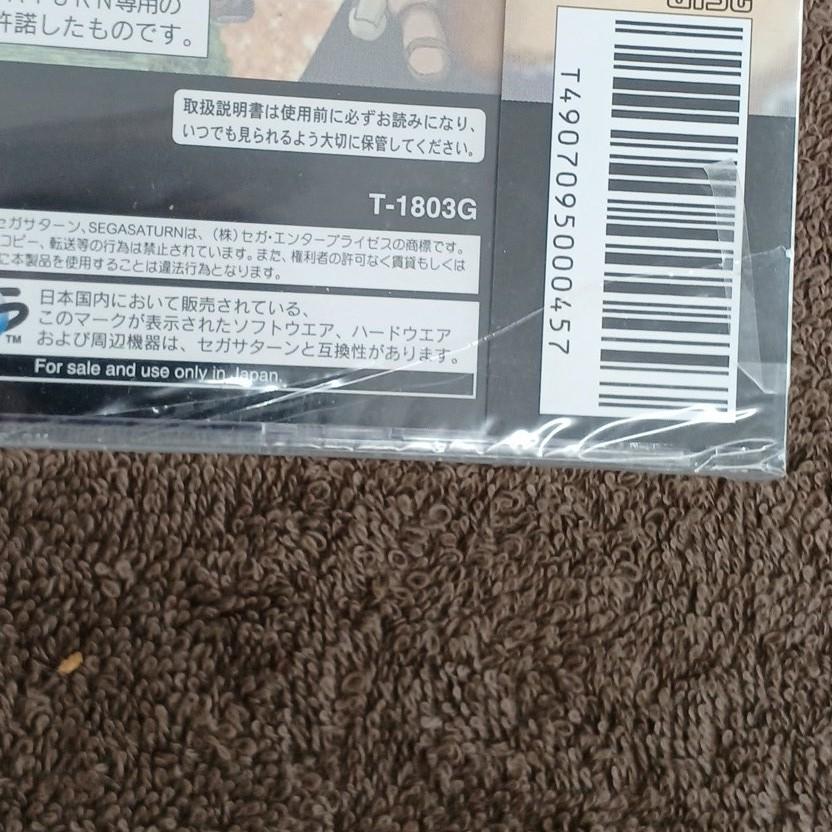 TURN専用の
許諾したものです。
DISC
取扱説明書は使用前に必ずお読みになり、
いつでも見られるよう大切に保管してください。
T-1803G
セガサターン、SEGASATURNは、(株)セガ・エンタープライゼスの商標です。
コピー、転送等の行為は禁止されています。また、権利者の許可なく賃貸もしくは
に本製品を使用することは違法行為となります。
日本国内において販売されている、
このマークが表示されたソフトウエア、ハードウエア
および周辺機器は、セガサターンと互換性があります。
TM
For sale and use only in Japan.
T4907095000457